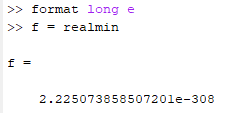 >> format long e
>> f = realmin
f =
2.225073858507201e-308